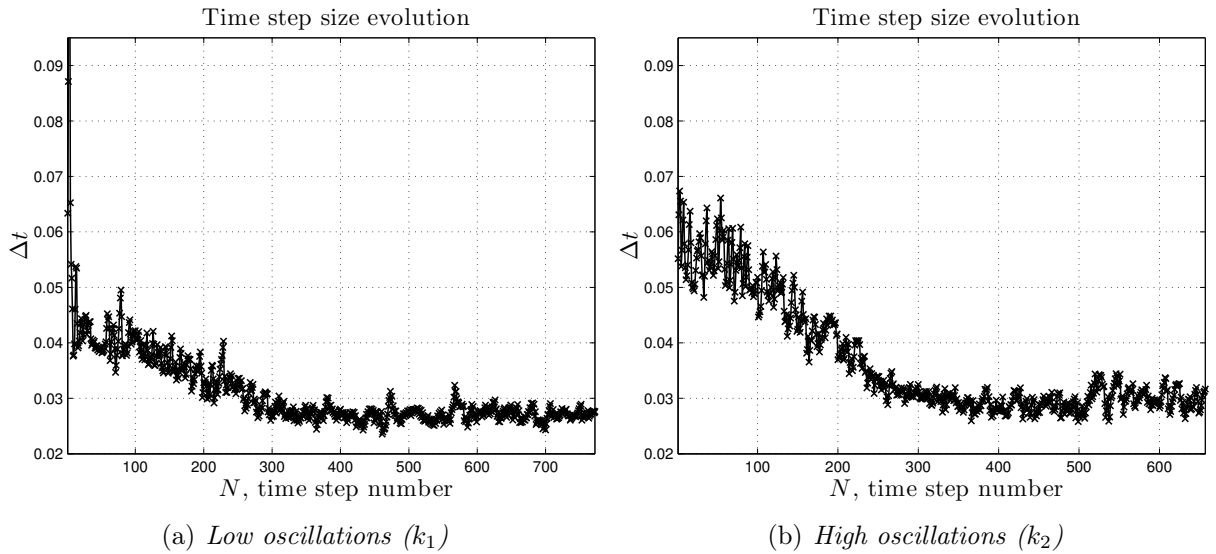 Time step size evolution
0.09
0.08
0.07
0.06
0.05
0.04
0.03
0.02
Δt
100 200 300 400 500 600 700
N, time step number
(a) Low oscillations (k₁)
Time step size evolution
0.09
0.08
0.07
0.06
0.05
0.04
0.03
0.02
Δt
100 200 300 400 500 600
N, time step number
(b) High oscillations (k₂)